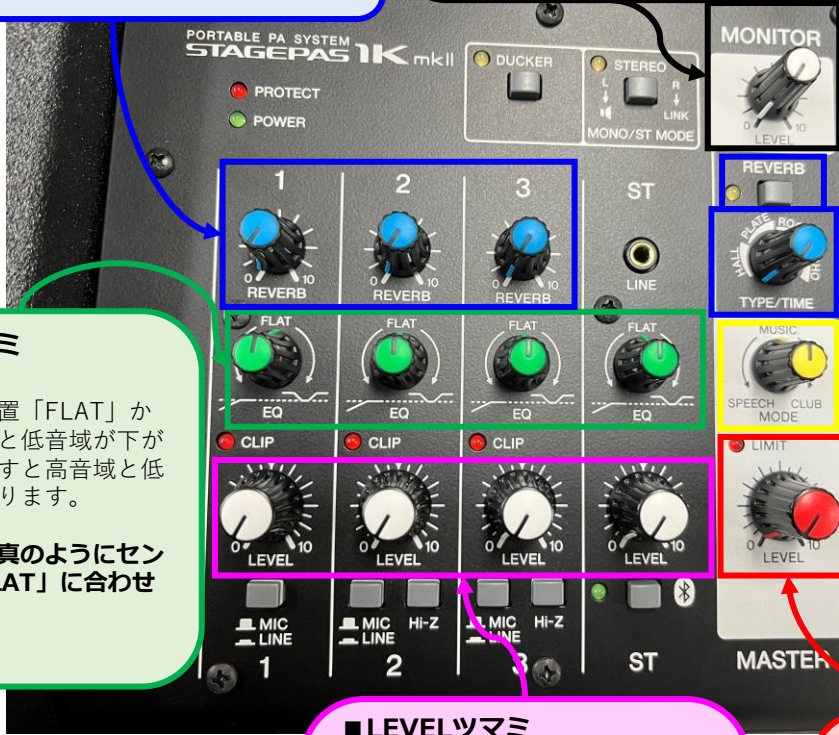 PORTABLE PA SYSTEM
STAGEPAS 1K mkII
PROTECT
POWER
DUCKER
STEREO
L R
LINK
MONO/ST MODE
MONITOR
0 10
LEVEL
REVERB
HALL PLATE
TYPE/TIME
1 2 3 ST
0 10 0 10 0 10
REVERB REVERB REVERB LINE
FLAT FLAT FLAT FLAT
EQ EQ EQ EQ
MUSIC
SPEECH CLUB
MODE
CLIP CLIP CLIP
LIMIT
0 10 0 10 0 10 0 10 0 10
LEVEL LEVEL LEVEL LEVEL LEVEL
MIC MIC Hi-Z MIC Hi-Z
LINE LINE LINE
1 2 3 ST MASTER
ミ
置「FLAT」か
と低音域が下が
すと高音域と低
ります。
真のようにセン
LAT」に合わせ
■LEVELツマミ